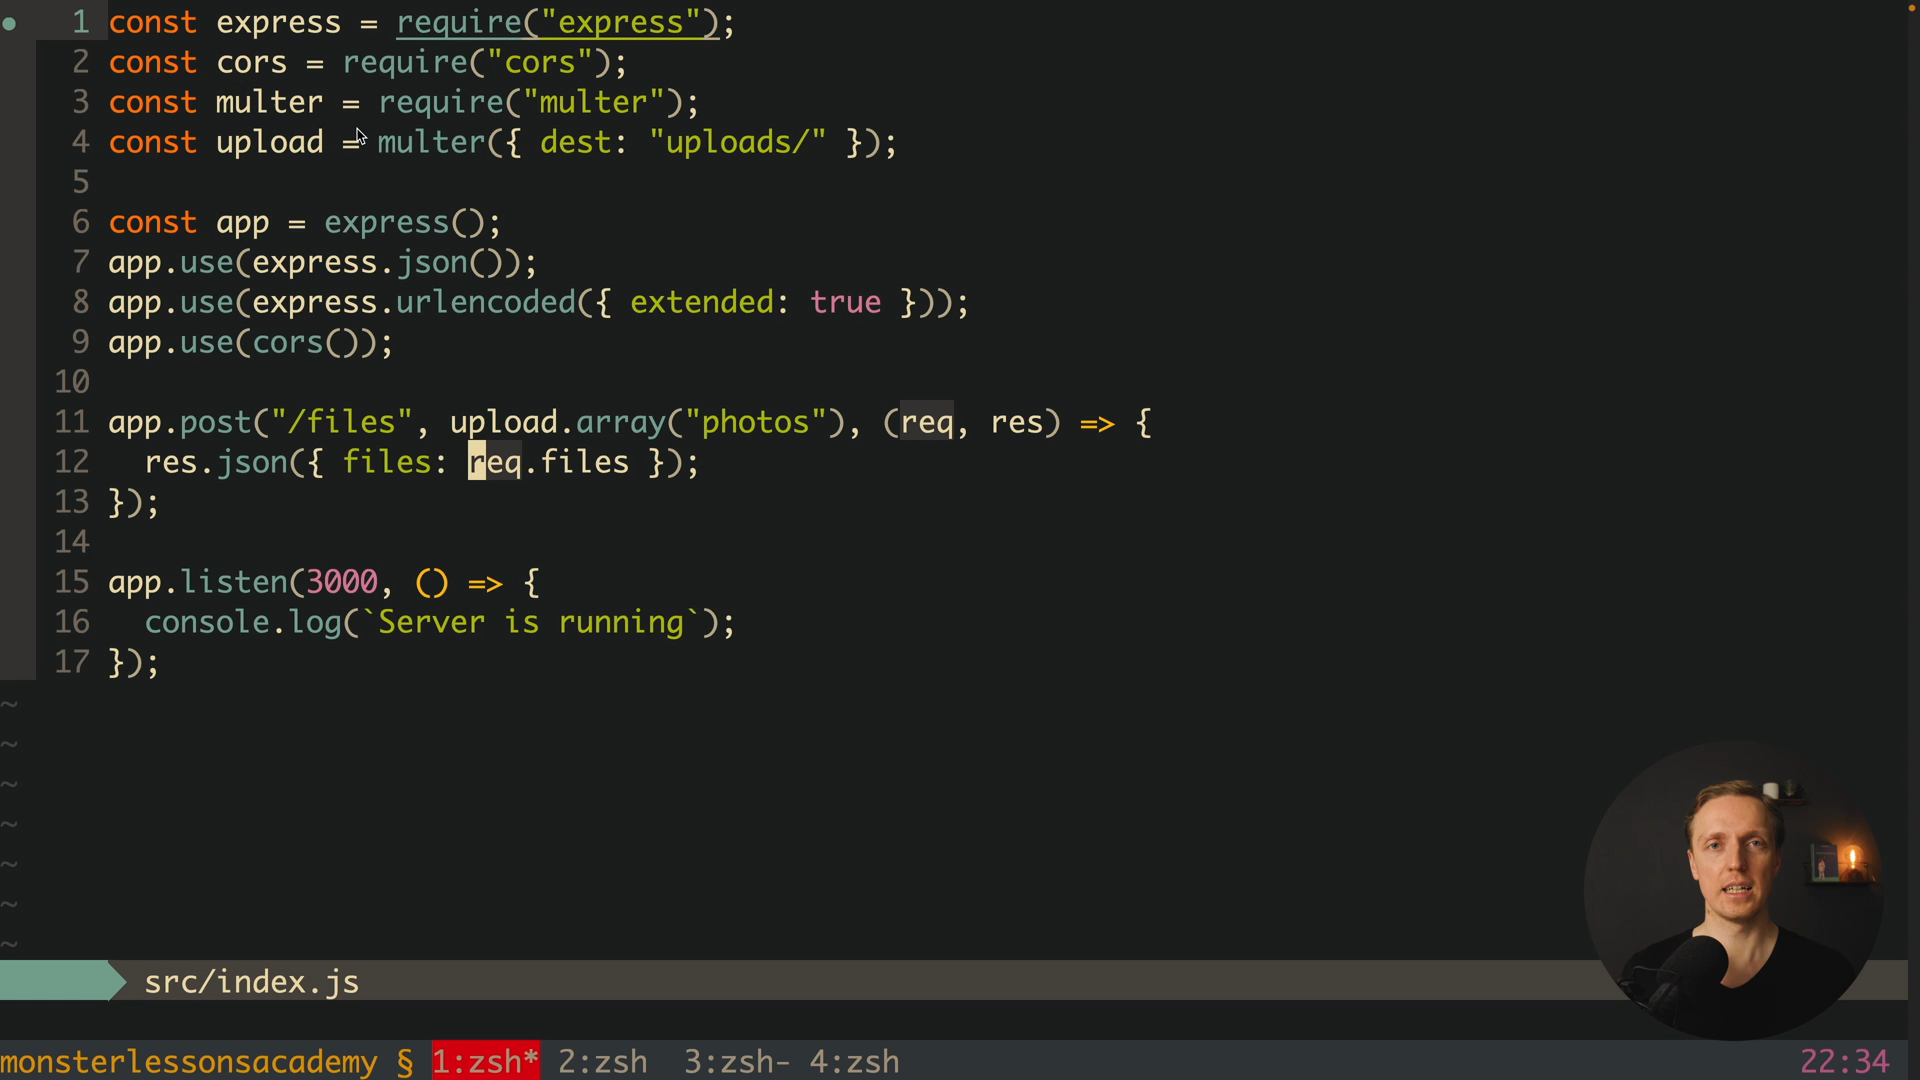 1 const express = require("express");
2 const cors = require("cors");
3 const multer = require("multer");
4 const upload = multer({ dest: "uploads/" });
5
6 const app = express();
7 app.use(express.json());
8 app.use(express.urlencoded({ extended: true }));
9 app.use(cors());
10
11 app.post("/files", upload.array("photos"), (req, res) => {
12   res.json({ files: req.files });
13 });
14
15 app.listen(3000, () => {
16   console.log(`Server is running`);
17 });
~
~
~
~
~
~
~
src/index.js
monsterlessonsacademy § 1:zsh* 2:zsh 3:zsh- 4:zsh 22:34